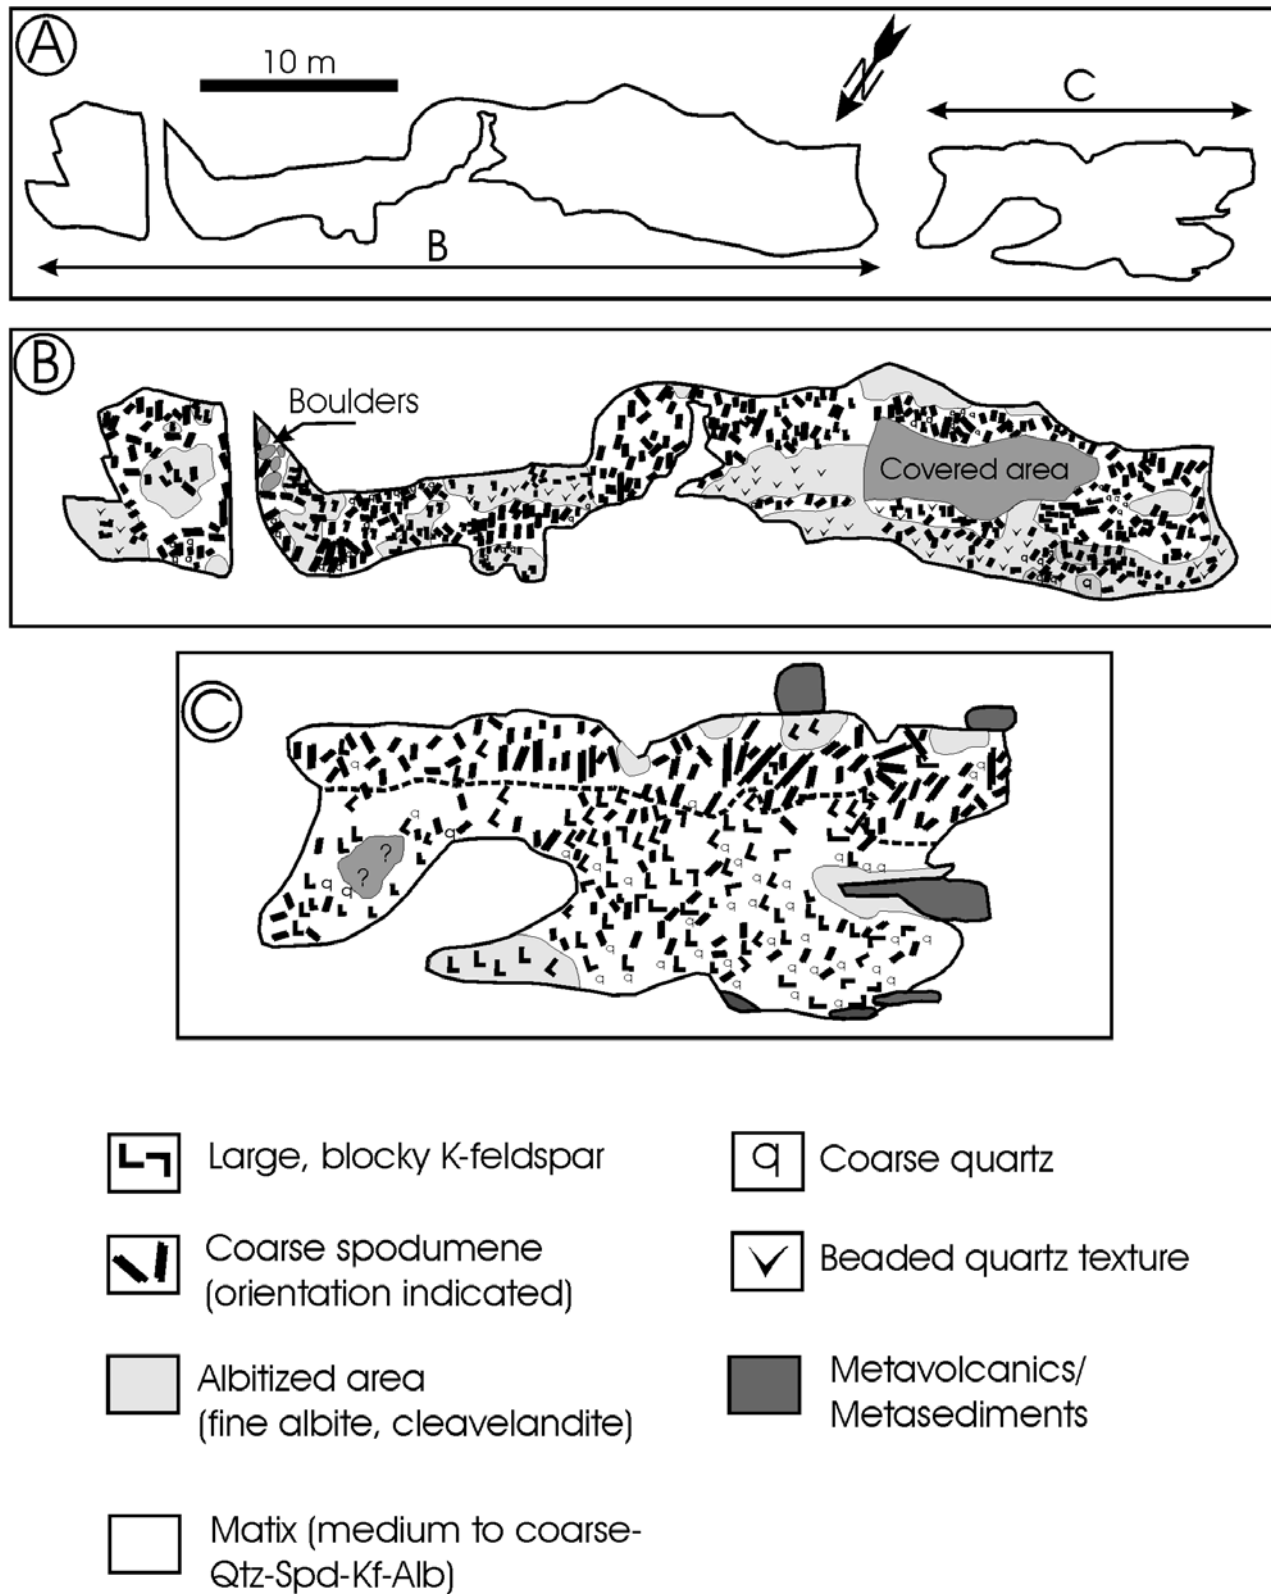 A
10 m
N
C
B
B
Boulders
Covered area
q
C
?
?
Large, blocky K-feldspar
q
Coarse quartz
Coarse spodumene
(orientation indicated)
Beaded quartz texture
Albitized area
(fine albite, cleavelandite)
Metavolcanics/
Metasediments
Matix (medium to coarse-
Qtz-Spd-Kf-Alb)